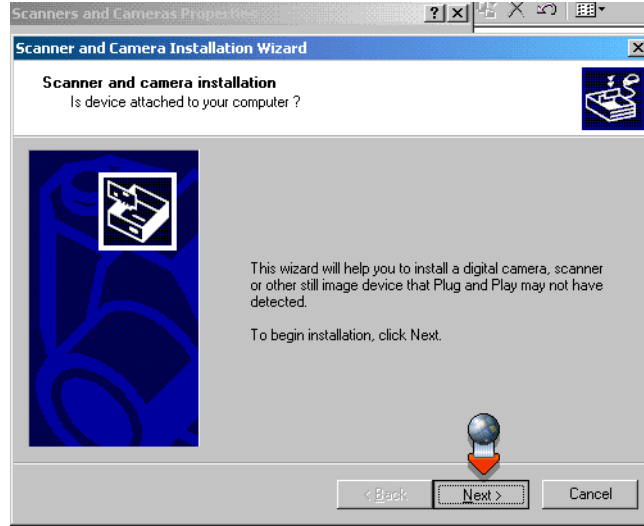 Scanners and Cameras Properties
Scanner and Camera Installation Wizard
Scanner and camera installation
Is device attached to your computer ?
This wizard will help you to install a digital camera, scanner
or other still image device that Plug and Play may not have
detected.
To begin installation, click Next.
< Back
Next >
Cancel